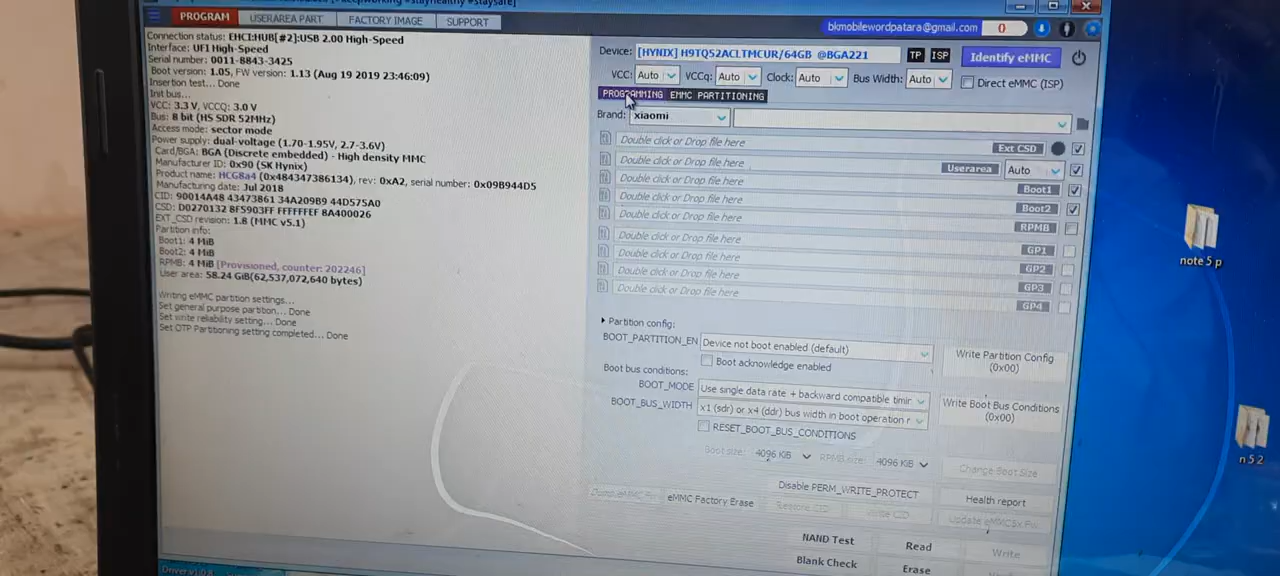 PROGRAM USERAREA PART FACTORY IMAGE SUPPORT
bkmobilewordpatara@gmail.com 0
Connection status: EHCI:HUB[#2]:USB 2.00 High-Speed
Interface: UFI High-Speed
Serial number: 0011-8843-3425
Boot version: 1.05, FW version: 1.13 (Aug 19 2019 23:46:09)
Insertion test... Done
Init bus...
VCC: 3.3 V, VCCQ: 3.0 V
Bus: 8 bit (HS SDR 52MHz)
Access mode: sector mode
Power supply: dual-voltage (1.70-1.95V, 2.7-3.6V)
Card/BGA: BGA (Discrete embedded) - High density MMC
Manufacturer ID: 0x90 (SK Hynix)
Product name: HCG8a4 (0x484347386134), rev: 0xA2, serial number: 0x09B944D5
Manufacturing date: Jul 2018
CID: 90014A48 43473861 34A209B9 44D575A0
CSD: D0270132 8F5903FF FFFFFFEF 8A400026
EXT_CSD revision: 1.8 (MMC v5.1)
Partition info:
Boot1: 4 MiB
Boot2: 4 MiB
RPMB: 4 MiB [Provisioned, counter: 202246]
User area: 58.24 GiB(62,537,072,640 bytes)
Writing eMMC partition settings...
Set general purpose partition... Done
Set write reliability setting... Done
Set OTP Partitioning setting completed... Done
Device: [HYNIX] H9TQ52ACLTMCUR/64GB @BGA221 TP ISP Identify eMMC
VCC: Auto VCCq: Auto Clock: Auto Bus Width: Auto Direct eMMC (ISP)
PROGRAMMING EMMC PARTITIONING
Brand: xiaomi
Double click or Drop file here Ext CSD
Double click or Drop file here Userarea Auto
Double click or Drop file here Boot1
Double click or Drop file here Boot2
Double click or Drop file here RPMB
Double click or Drop file here GP1
Double click or Drop file here GP2
Double click or Drop file here GP3
Double click or Drop file here GP4
Partition config:
BOOT_PARTITION_EN Device not boot enabled (default) Write Partition Config (0x00)
Boot acknowledge enabled
Boot bus conditions:
BOOT_MODE Use single data rate + backward compatible timin
BOOT_BUS_WIDTH x1 (sdr) or x4 (ddr) bus width in boot operation r Write Boot Bus Conditions (0x00)
RESET_BOOT_BUS_CONDITIONS
Boot size: 4096 KiB RPMB size: 4096 KiB Change Boot Size
Disable PERM_WRITE_PROTECT
eMMC Factory Erase Restore CID Write CID Health report
Update eMMC5x FW
NAND Test Read Write
Blank Check Erase
note 5 p
n 5 2